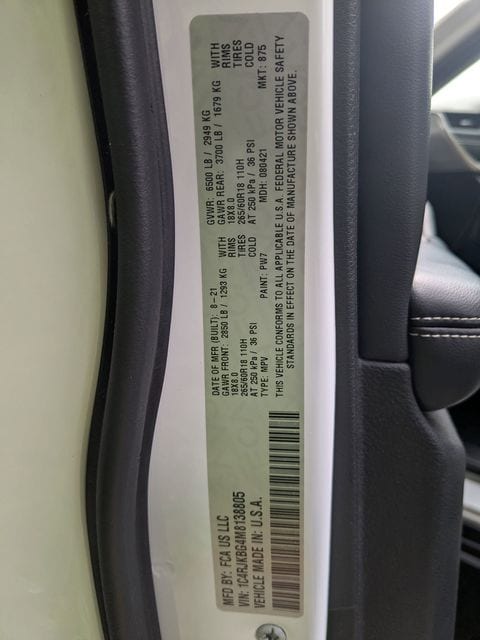 MFD BY: FCA US LLC
DATE OF MFR (BUILT): 8-21
GVWR: 6500 LB / 2949 KG
GAWR FRONT: 2850 LB / 1293 KG WITH
GAWR REAR: 3700 LB / 1679 KG WITH
18X8.0 RIMS
18X8.0 RIMS
265/60R18 110H TIRES
265/60R18 110H TIRES
AT 250 kPa / 36 PSI COLD
AT 250 kPa / 36 PSI COLD
TYPE: MPV PAINT: PW7 MDH: 080421 MKT: 875
THIS VEHICLE CONFORMS TO ALL APPLICABLE U.S.A. FEDERAL MOTOR VEHICLE SAFETY
STANDARDS IN EFFECT ON THE DATE OF MANUFACTURE SHOWN ABOVE.
VIN: 1C4RJKBG4M8138805
VEHICLE MADE IN: U.S.A.